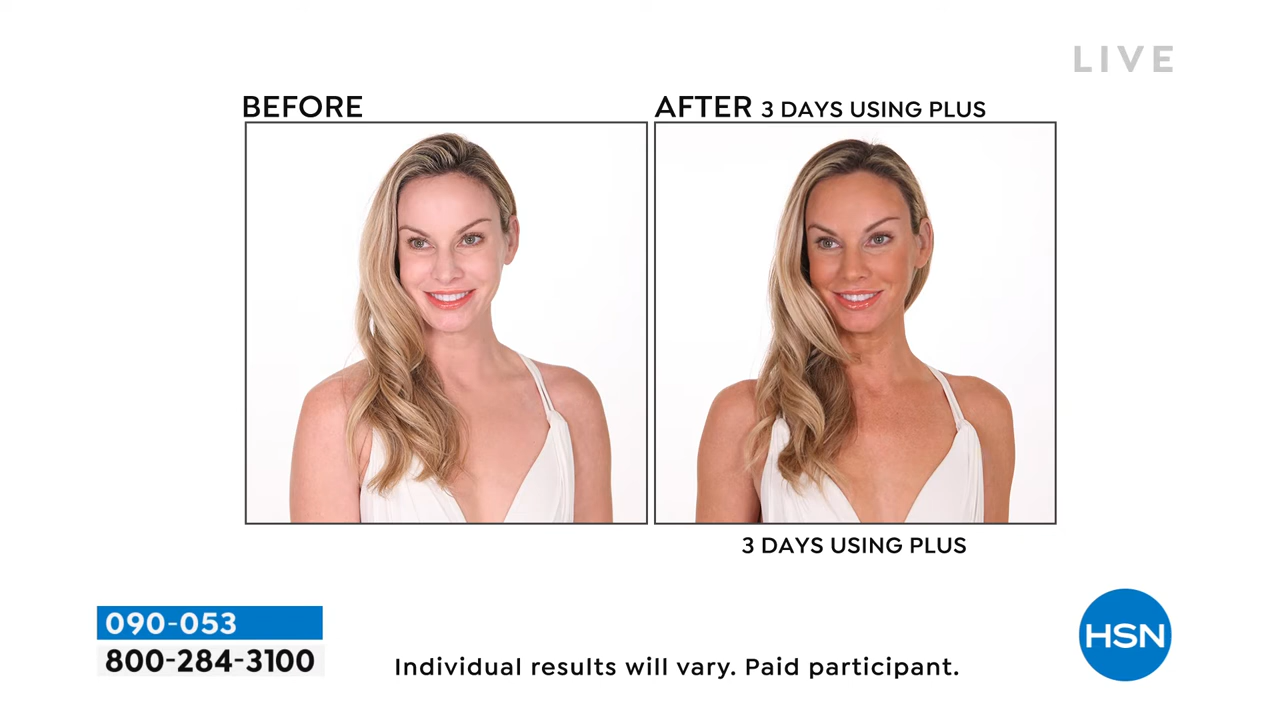 LIVE
BEFORE
AFTER 3 DAYS USING PLUS
3 DAYS USING PLUS
090-053
800-284-3100
HSN
Individual results will vary. Paid participant.